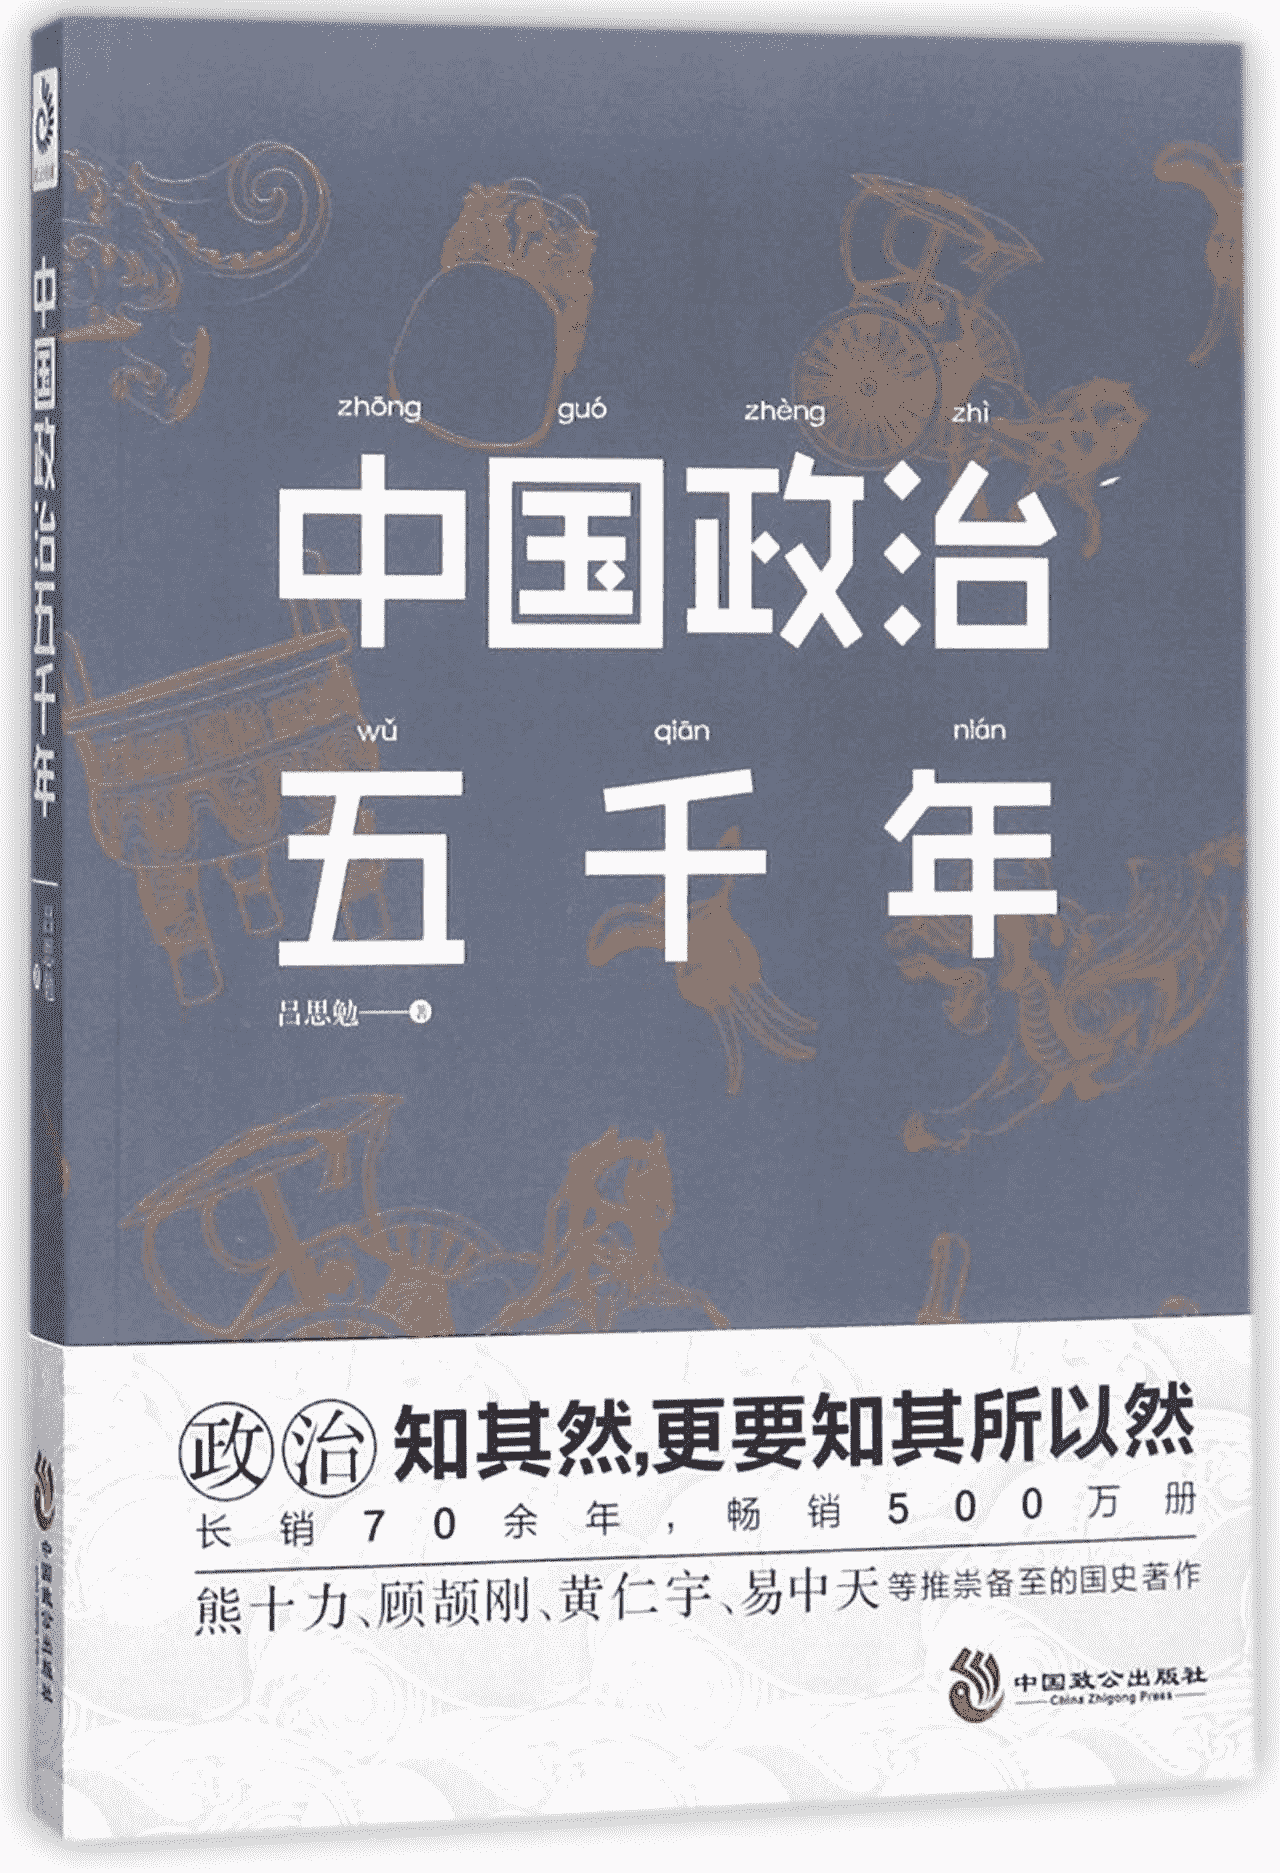 zhōng guó zhèng zhì
中国政治
wǔ qiān nián
五千年
吕思勉 著
政治 知其然,更要知其所以然
长销70余年,畅销500万册
熊十力、顾颉刚、黄仁宇、易中天等推崇备至的国史著作
中国致公出版社
China Zhigong Press
中国政治五千年
中国致公出版社